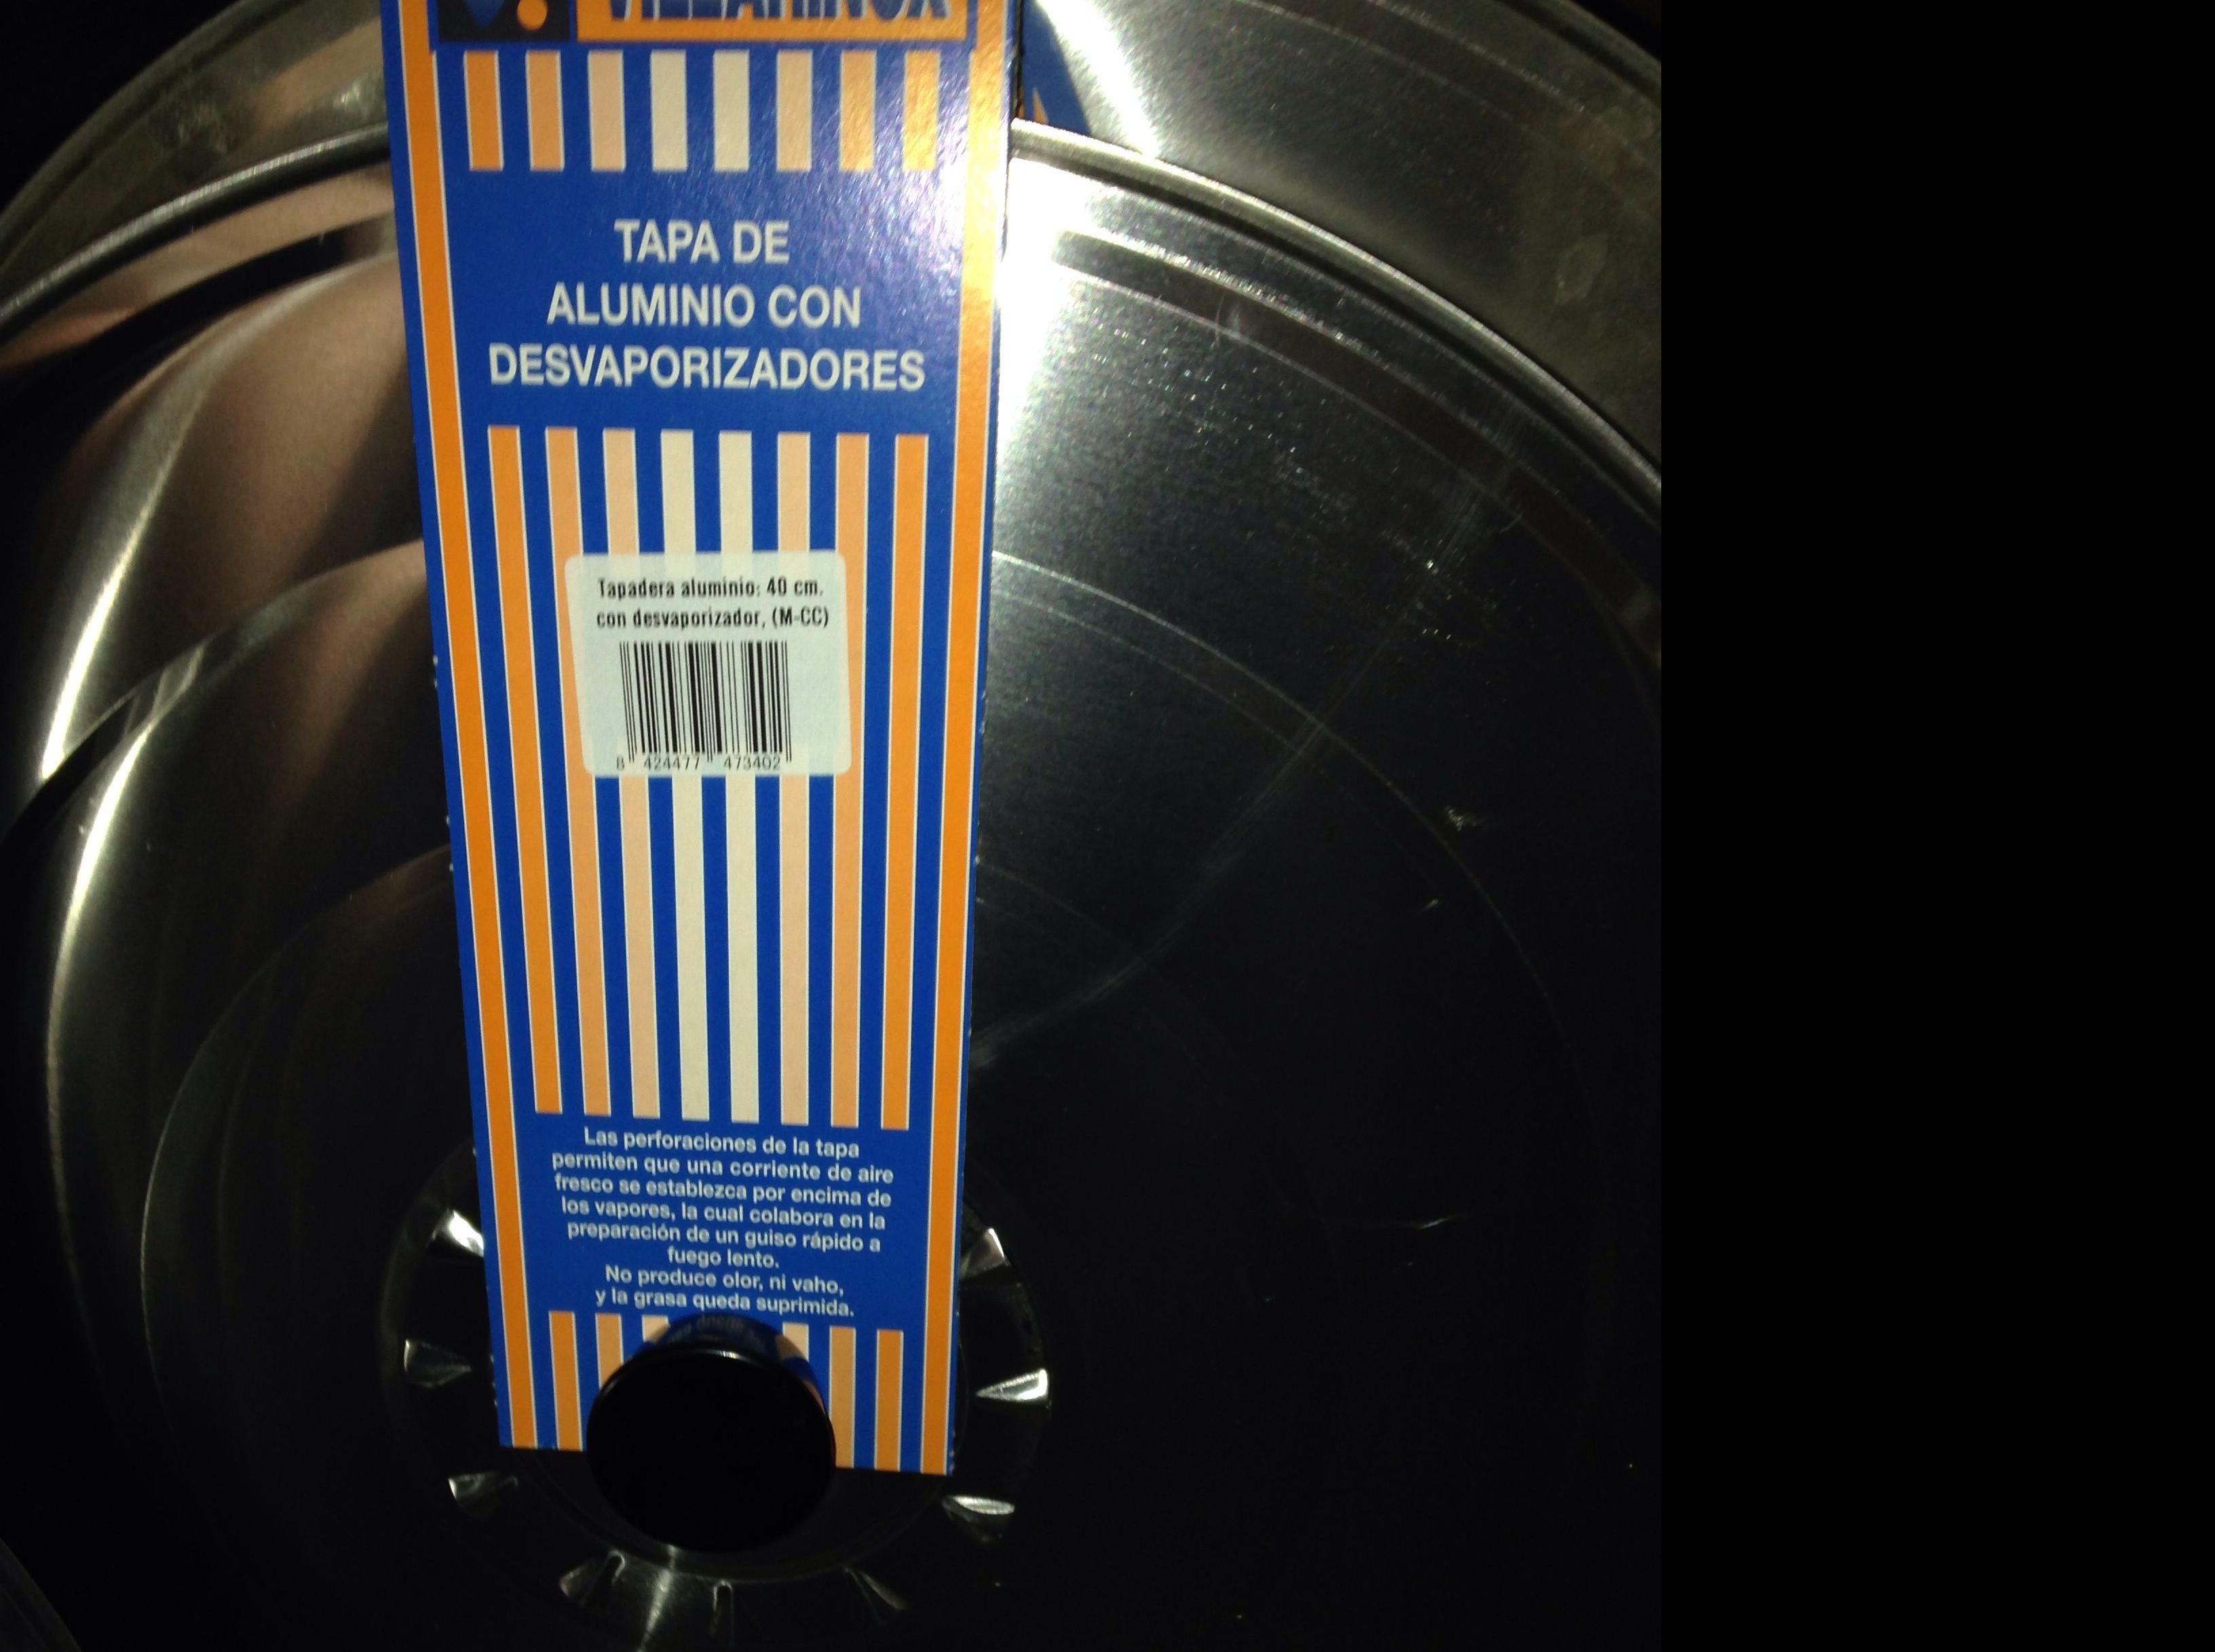 TAPA DE
ALUMINIO CON
DESVAPORIZADORES
Tapadera aluminio: 40 cm.
con desvaporizador, (M-CC)
8 424477 473402
Las perforaciones de la tapa
permiten que una corriente de aire
fresco se establezca por encima de
los vapores, la cual colabora en la
preparación de un guiso rápido a
fuego lento.
No produce olor, ni vaho,
y la grasa queda suprimida.